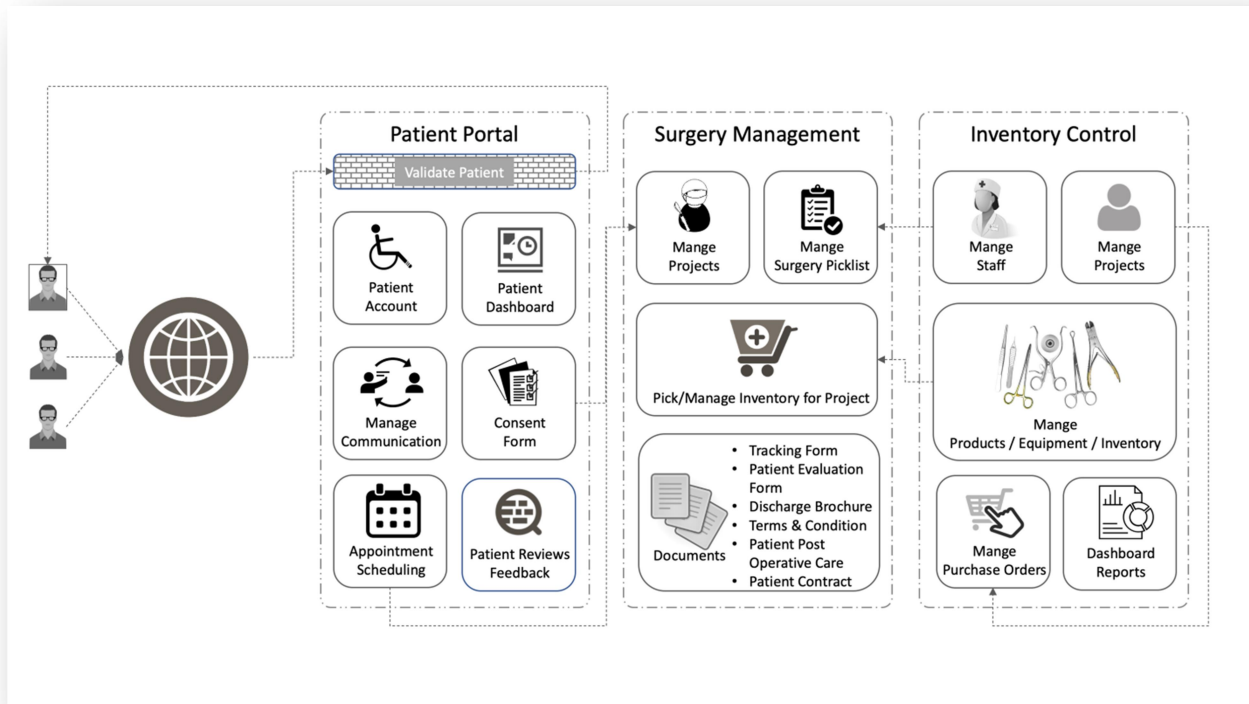 Patient Portal
Validate Patient
Patient
Account
Patient
Dashboard
Manage
Communication
Consent
Form
Appointment
Scheduling
Patient Reviews
Feedback
Surgery Management
Mange
Projects
Mange
Surgery Picklist
Pick/Manage Inventory for Project
Documents
• Tracking Form
• Patient Evaluation
Form
• Discharge Brochure
• Terms & Condition
• Patient Post
Operative Care
• Patient Contract
Inventory Control
Mange
Staff
Mange
Projects
Mange
Products / Equipment / Inventory
Mange
Purchase Orders
Dashboard
Reports